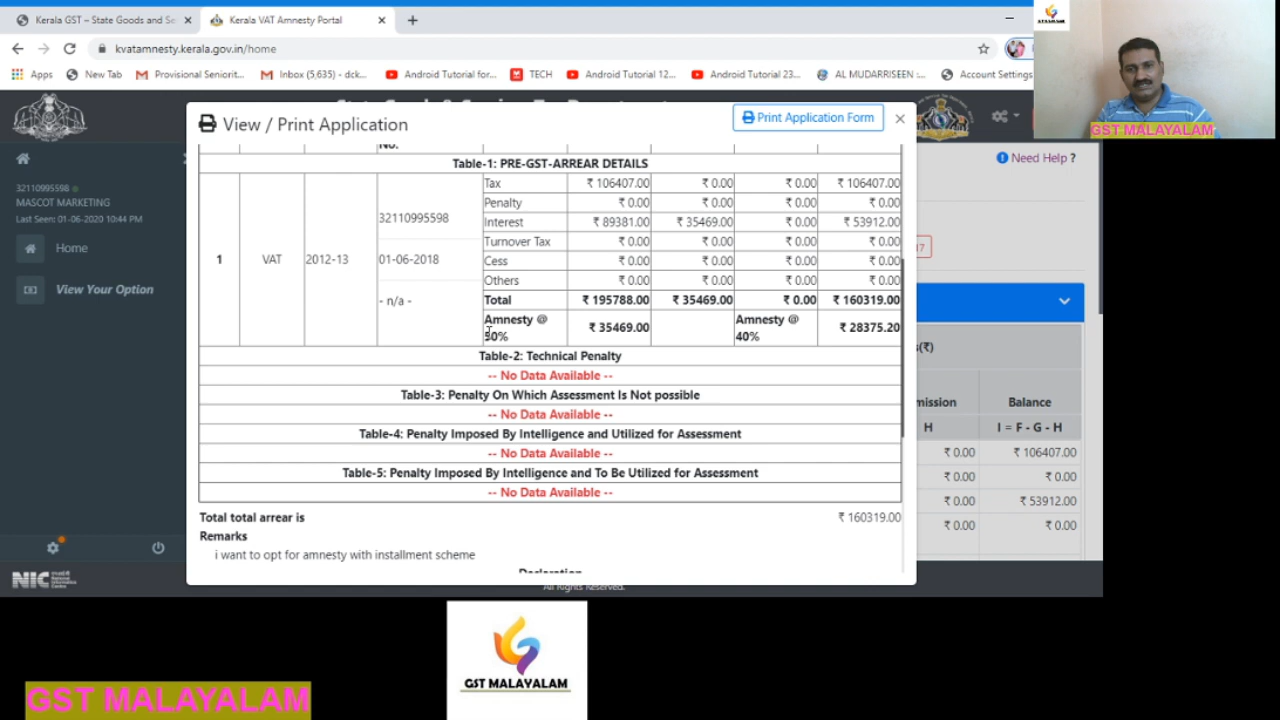 Kerala GST – State Goods and Se
Kerala VAT Amnesty Portal
kvatamnesty.kerala.gov.in/home
Apps
New Tab
Provisional Seniorit...
Inbox (5,635) - dck...
Android Tutorial for...
TECH
Android Tutorial 12...
Android Tutorial 23...
AL MUDARRISEEN :...
Account Settings
GST MALAYALAM
View / Print Application
Print Application Form
Need Help ?
32110995598
MASCOT MARKETING
Last Seen: 01-06-2020 10:44 PM
Home
View Your Option
No.
Table-1: PRE-GST-ARREAR DETAILS
1 VAT 2012-13
32110995598
01-06-2018
- n/a -
Tax ₹ 106407.00 ₹ 0.00 ₹ 0.00 ₹ 106407.00
Penalty ₹ 0.00 ₹ 0.00 ₹ 0.00 ₹ 0.00
Interest ₹ 89381.00 ₹ 35469.00 ₹ 0.00 ₹ 53912.00
Turnover Tax ₹ 0.00 ₹ 0.00 ₹ 0.00 ₹ 0.00
Cess ₹ 0.00 ₹ 0.00 ₹ 0.00 ₹ 0.00
Others ₹ 0.00 ₹ 0.00 ₹ 0.00 ₹ 0.00
Total ₹ 195788.00 ₹ 35469.00 ₹ 0.00 ₹ 160319.00
Amnesty @
50%
₹ 35469.00
Amnesty @
40%
₹ 28375.20
Table-2: Technical Penalty
-- No Data Available --
Table-3: Penalty On Which Assessment Is Not possible
-- No Data Available --
Table-4: Penalty Imposed By Intelligence and Utilized for Assessment
-- No Data Available --
Table-5: Penalty Imposed By Intelligence and To Be Utilized for Assessment
-- No Data Available --
Total total arrear is ₹ 160319.00
Remarks
i want to opt for amnesty with installment scheme
Declaration
s(₹)
mission Balance
H I = F - G - H
₹ 0.00 ₹ 106407.00
₹ 0.00 ₹ 0.00
₹ 0.00 ₹ 53912.00
₹ 0.00 ₹ 0.00
NIC
All Rights Reserved.
GST MALAYALAM
GST MALAYALAM